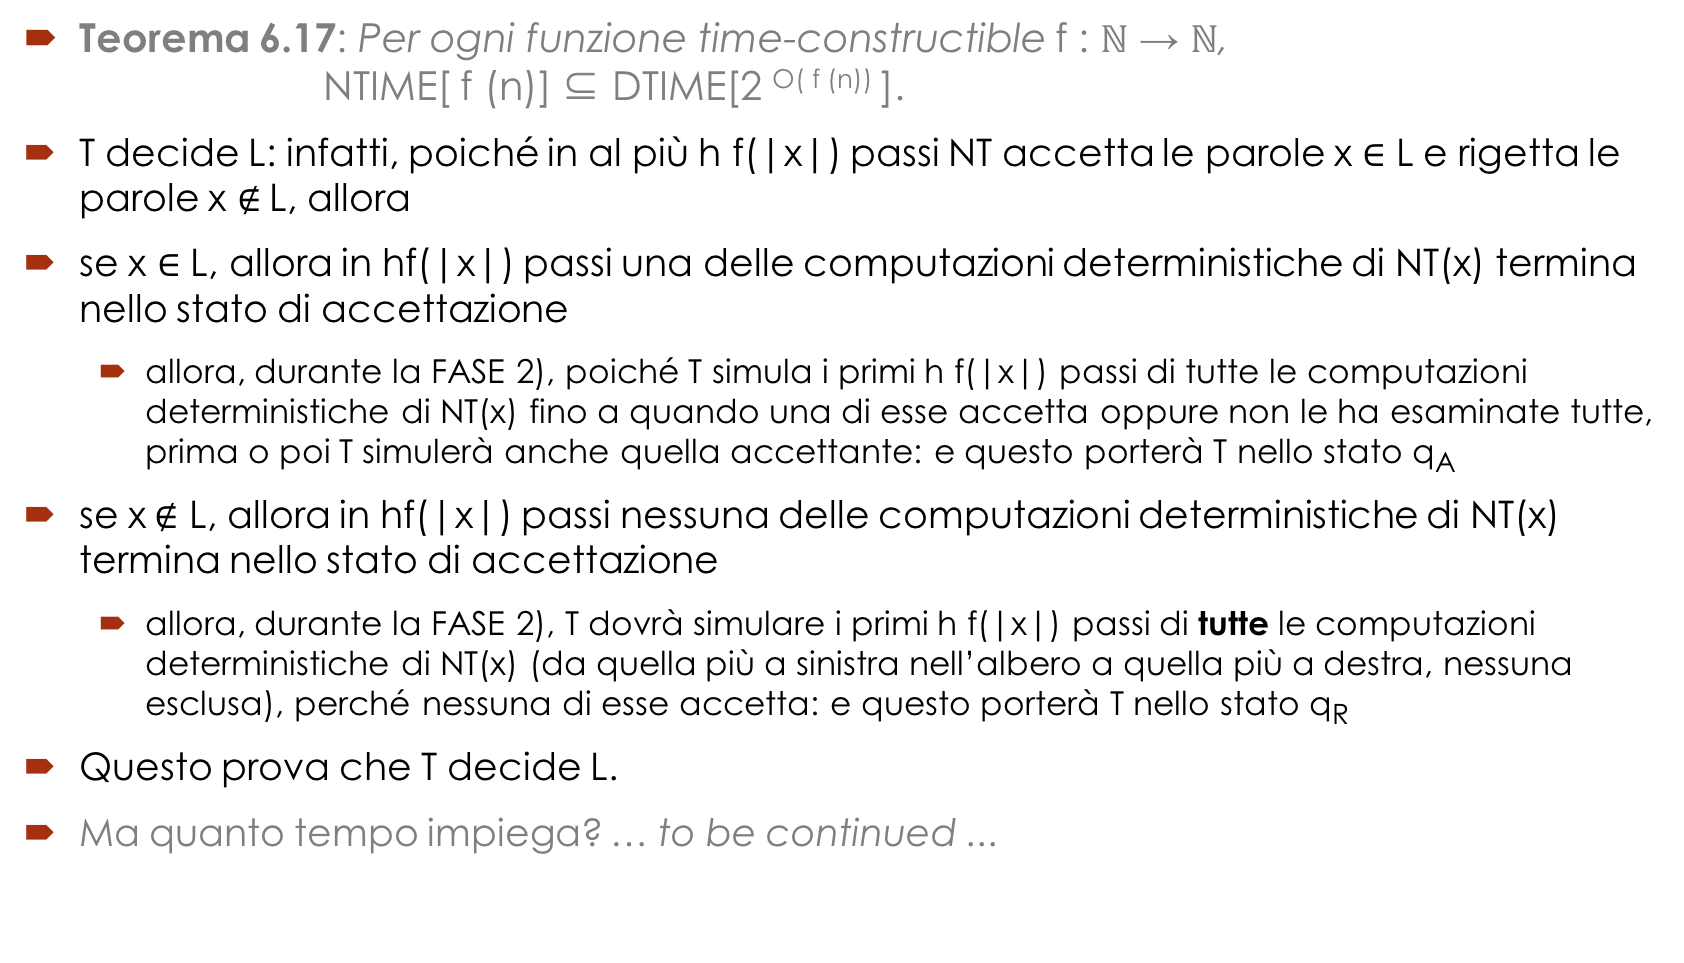 Teorema 6.17: Per ogni funzione time-constructible f : ℕ → ℕ,
NTIME[ f (n)] ⊆ DTIME[2 O( f (n)) ].
T decide L: infatti, poiché in al più h f(|x|) passi NT accetta le parole x ∈ L e rigetta le
parole x ∉ L, allora
se x ∈ L, allora in hf(|x|) passi una delle computazioni deterministiche di NT(x) termina
nello stato di accettazione
allora, durante la FASE 2), poiché T simula i primi h f(|x|) passi di tutte le computazioni
deterministiche di NT(x) fino a quando una di esse accetta oppure non le ha esaminate tutte,
prima o poi T simulerà anche quella accettante: e questo porterà T nello stato qA
se x ∉ L, allora in hf(|x|) passi nessuna delle computazioni deterministiche di NT(x)
termina nello stato di accettazione
allora, durante la FASE 2), T dovrà simulare i primi h f(|x|) passi di tutte le computazioni
deterministiche di NT(x) (da quella più a sinistra nell’albero a quella più a destra, nessuna
esclusa), perché nessuna di esse accetta: e questo porterà T nello stato qR
Questo prova che T decide L.
Ma quanto tempo impiega? … to be continued ...